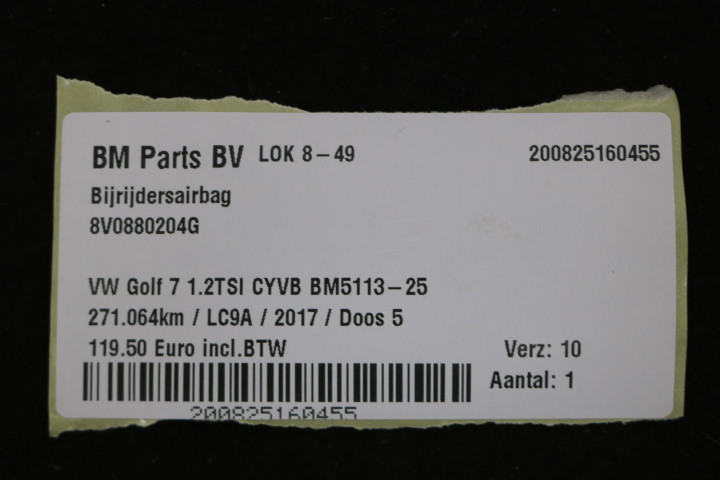 BM Parts BV LOK 8-49 200825160455
Bijrijdersairbag
8V0880204G
VW Golf 7 1.2TSI CYVB BM5113-25
271.064km / LC9A / 2017 / Doos 5
119.50 Euro incl.BTW Verz: 10
Aantal: 1
200825160455